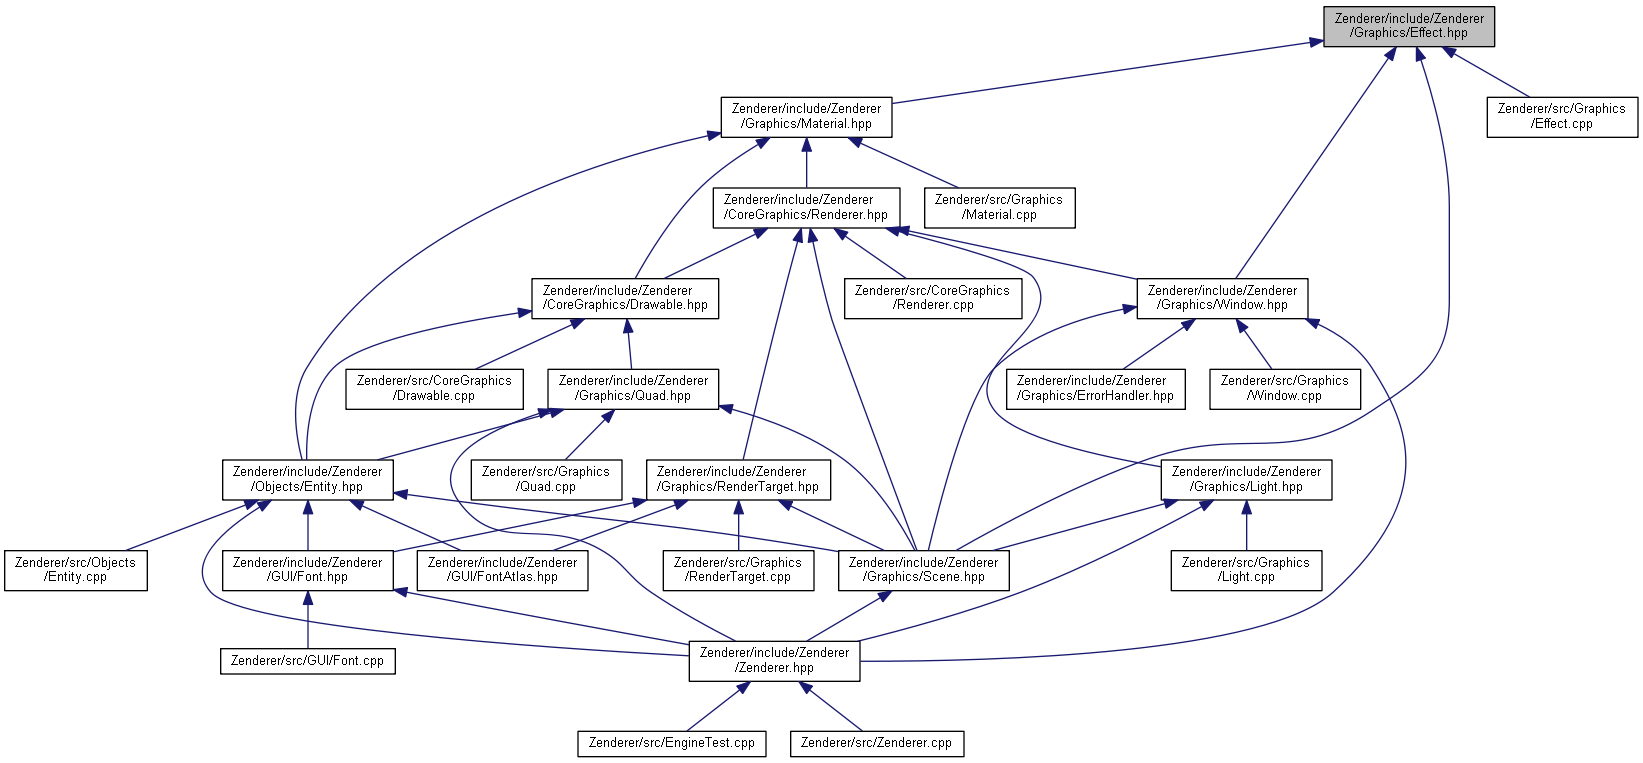 Zenderer/include/Zenderer
/Graphics/Effect.hpp
Zenderer/include/Zenderer
/Graphics/Material.hpp
Zenderer/src/Graphics
/Effect.cpp
Zenderer/include/Zenderer
/CoreGraphics/Renderer.hpp
Zenderer/src/Graphics
/Material.cpp
Zenderer/include/Zenderer
/CoreGraphics/Drawable.hpp
Zenderer/src/CoreGraphics
/Renderer.cpp
Zenderer/include/Zenderer
/Graphics/Window.hpp
Zenderer/src/CoreGraphics
/Drawable.cpp
Zenderer/include/Zenderer
/Graphics/Quad.hpp
Zenderer/include/Zenderer
/Graphics/ErrorHandler.hpp
Zenderer/src/Graphics
/Window.cpp
Zenderer/include/Zenderer
/Objects/Entity.hpp
Zenderer/src/Graphics
/Quad.cpp
Zenderer/include/Zenderer
/Graphics/RenderTarget.hpp
Zenderer/include/Zenderer
/Graphics/Light.hpp
Zenderer/src/Objects
/Entity.cpp
Zenderer/include/Zenderer
/GUI/Font.hpp
Zenderer/include/Zenderer
/GUI/FontAtlas.hpp
Zenderer/src/Graphics
/RenderTarget.cpp
Zenderer/include/Zenderer
/Graphics/Scene.hpp
Zenderer/src/Graphics
/Light.cpp
Zenderer/src/GUI/Font.cpp
Zenderer/include/Zenderer
/Zenderer.hpp
Zenderer/src/EngineTest.cpp
Zenderer/src/Zenderer.cpp